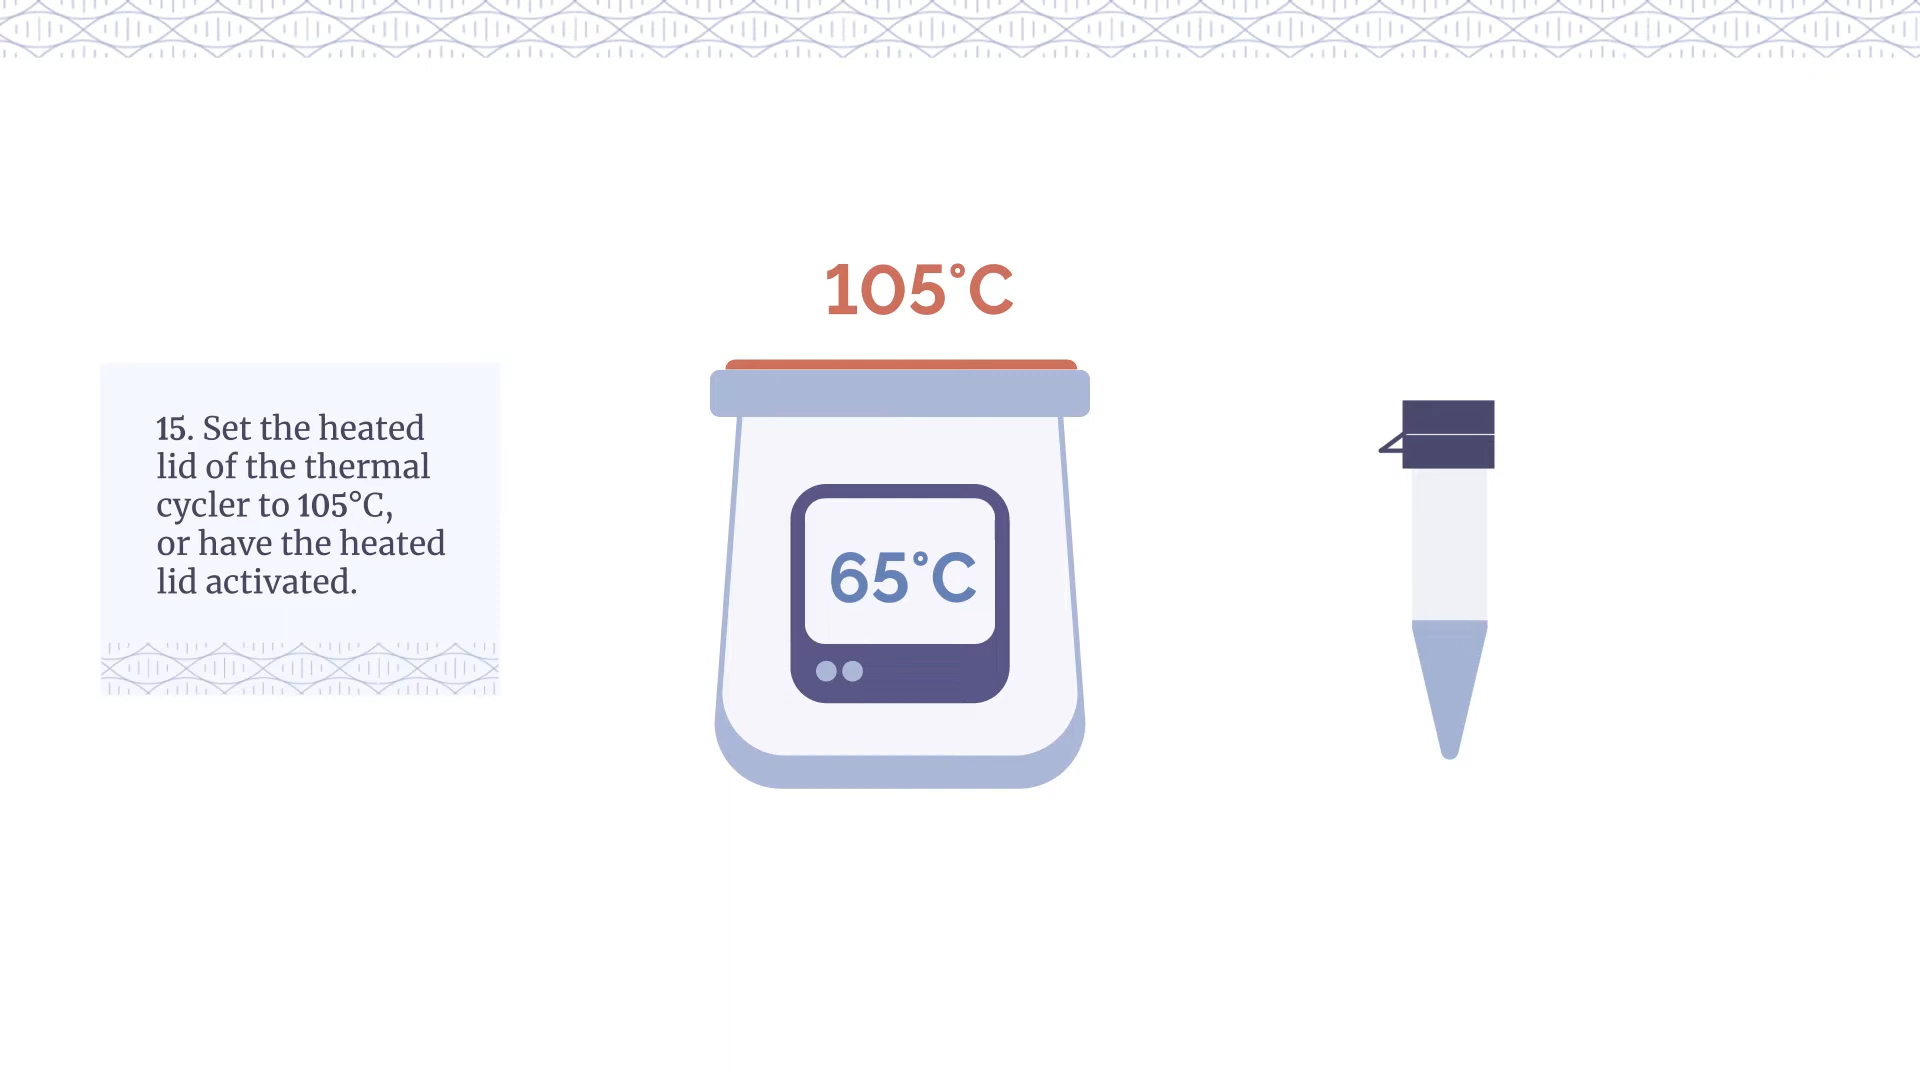 15. Set the heated
lid of the thermal
cycler to 105°C,
or have the heated
lid activated.
105°C
65°C